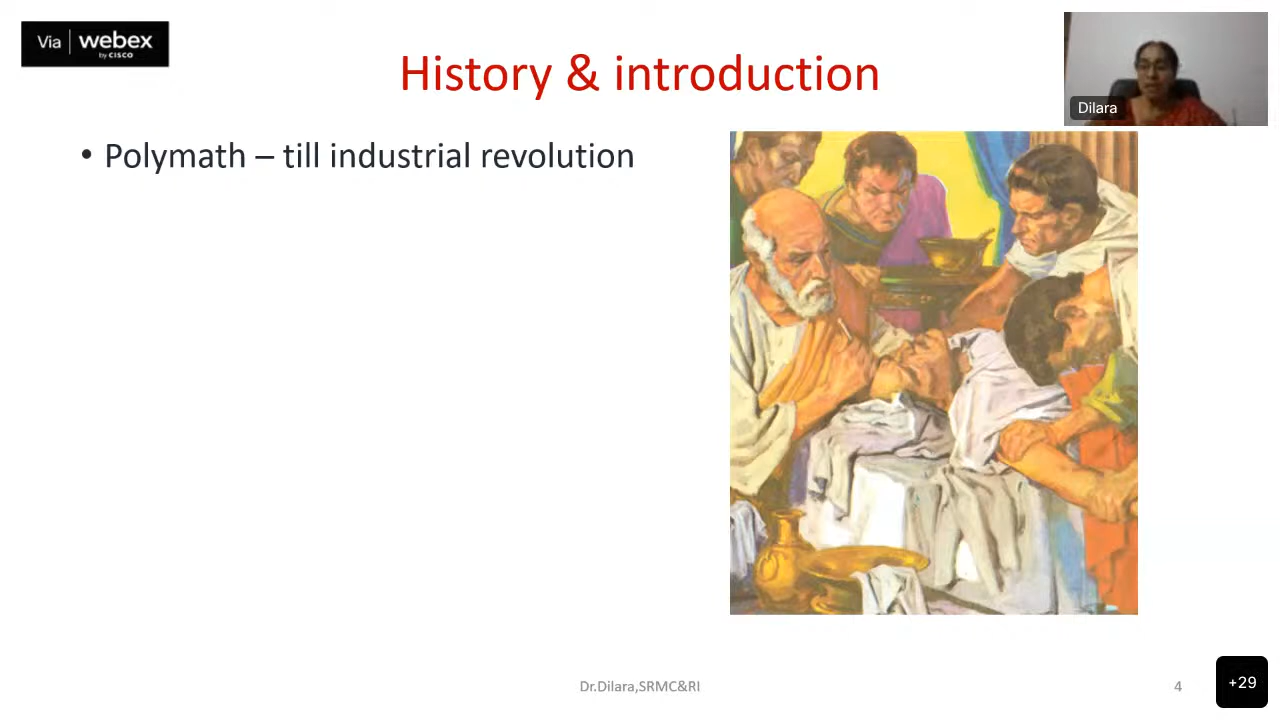 Via | webex
by CISCO
History & introduction
Dilara
• Polymath – till industrial revolution
Dr.Dilara,SRMC&RI
4
+29